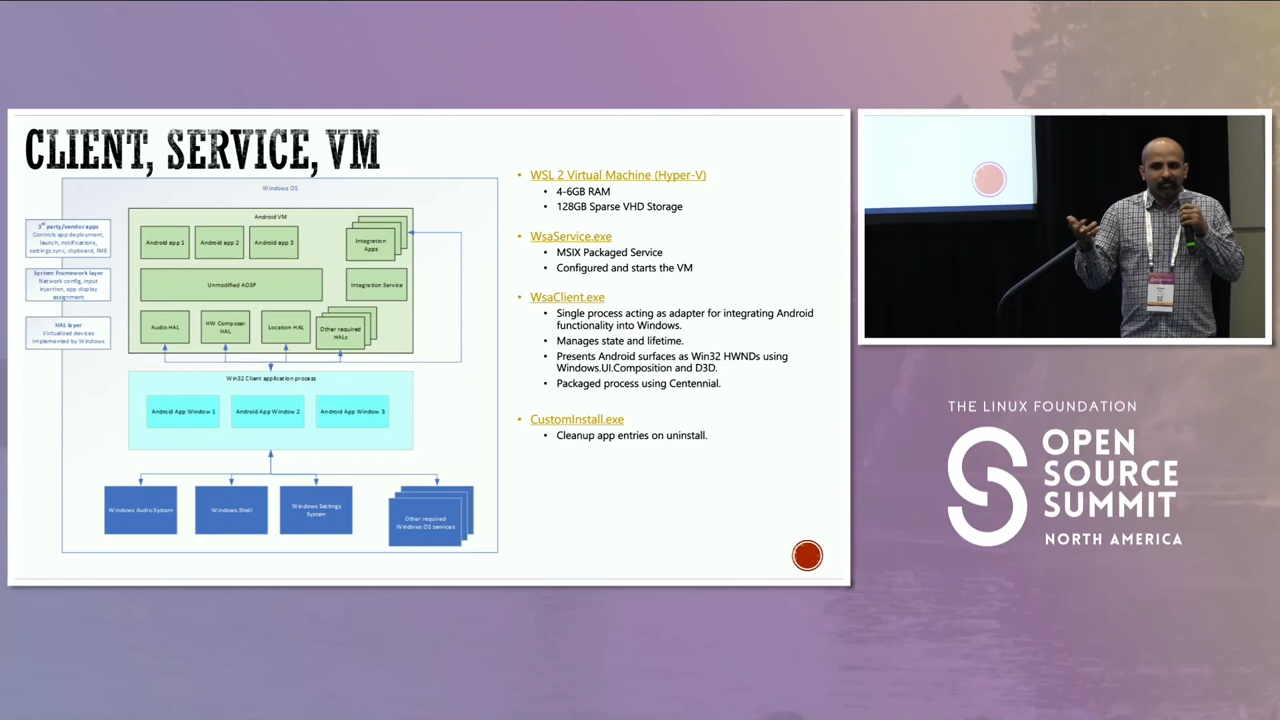 CLIENT, SERVICE, VM
Windows OS
3rd party/vendor apps
Controls app deployment,
launch, notifications,
settings sync, clipboard, IME
System Framework layer
Network config, input
injection, app display
assignment
HAL layer
Virtualized devices
implemented by Windows
Android VM
Android app 1
Android app 2
Android app 3
Integration
Apps
Unmodified AOSP
Integration Service
Audio HAL
HW Composer
HAL
Location HAL
Other required
HALs
Win32 Client application process
Android App Window 1
Android App Window 2
Android App Window 3
Windows Audio System
Windows Shell
Windows Settings
System
Other required
Windows OS services
• WSL 2 Virtual Machine (Hyper-V)
• 4-6GB RAM
• 128GB Sparse VHD Storage
• WsaService.exe
• MSIX Packaged Service
• Configured and starts the VM
• WsaClient.exe
• Single process acting as adapter for integrating Android
functionality into Windows.
• Manages state and lifetime.
• Presents Android surfaces as Win32 HWNDs using
Windows.UI.Composition and D3D.
• Packaged process using Centennial.
• CustomInstall.exe
• Cleanup app entries on uninstall.
THE LINUX FOUNDATION
OPEN
SOURCE
SUMMIT
NORTH AMERICA